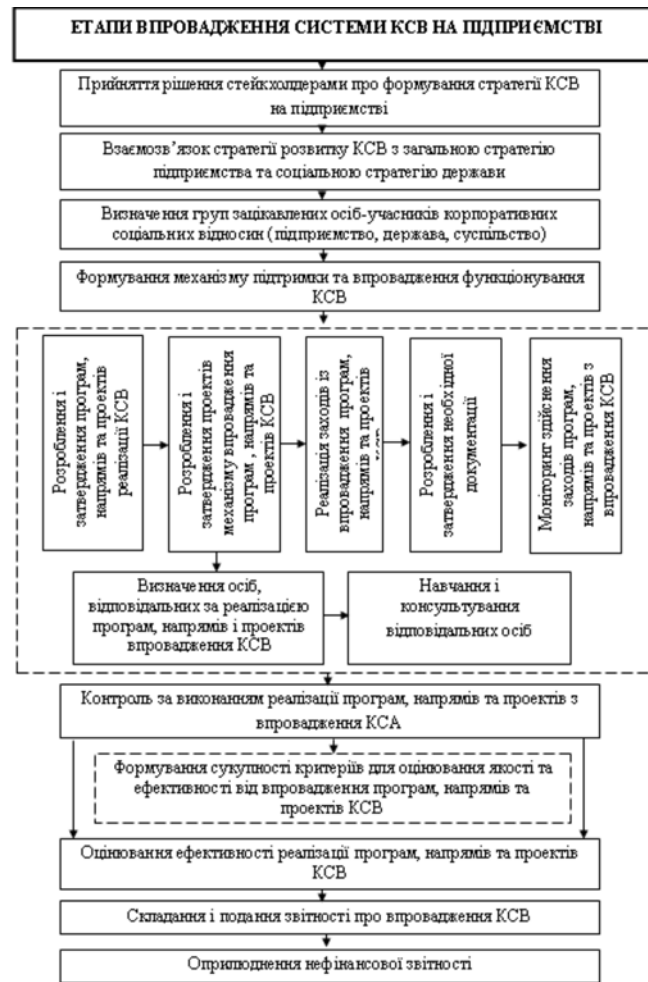 ЕТАПИ ВПРОВАДЖЕННЯ СИСТЕМИ КСВ НА ПІДПРИЄМСТВІ
Прийняття рішення стейкхолдерами про формування стратегії КСВ
на підприємстві
Взаємозв’язок стратегії розвитку КСВ з загальною стратегію
підприємства та соціальною стратегію держави
Визначення груп зацікавлених осіб-учасників корпоративних
соціальних відносин (підприємство, держава, суспільство)
Формування механізму підтримки та впровадження функціонування
КСВ
Розроблення і
затвердження програм,
напрямів та проектів
реалізації КСВ
Розроблення і
затвердження проектів
механізму впровадження
програм , напрямів та
проектів КСВ
Реалізація заходів із
впровадження програм,
напрямів та проектів
Розроблення і
затвердження необхідної
документації
Моніторинг здійснення
заходів програм,
напрямів та проектів з
впровадження КСВ
Визначення осіб,
відповідальних за реалізацією
програм, напрямів і проектів
впровадження КСВ
Навчання і
консультування
відповідальних осіб
Контроль за виконанням реалізації програм, напрямів та проектів з
впровадження КСА
Формування сукупності критеріїв для оцінювання якості та
ефективності від впровадження програм, напрямів та
проектів КСВ
Оцінювання ефективності реалізації програм, напрямів та проектів
КСВ
Складання і подання звітності про впровадження КСВ
Оприлюднення нефінансової звітності